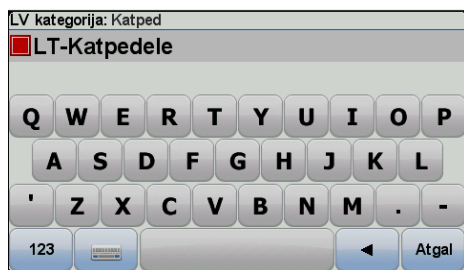 LV kategorija: Katped
LT-Katpedele
Q W E R T Y U I O P
A S D F G H J K L
' Z X C V B N M . -
123 ◄ Atgal